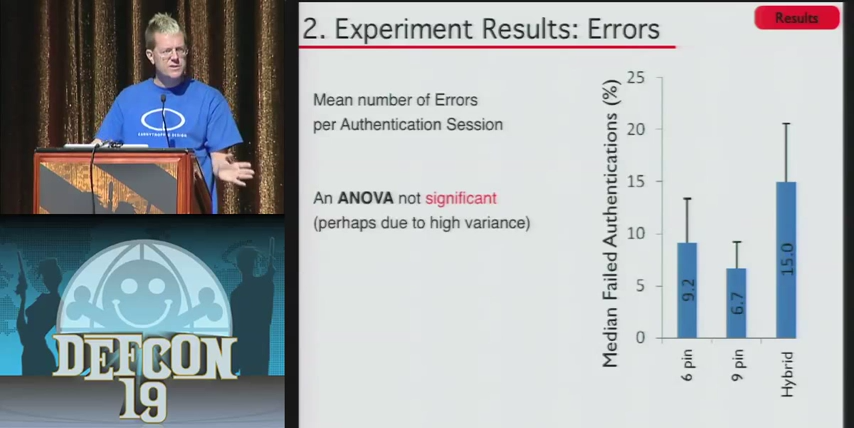 2. Experiment Results: Errors
Results
Mean number of Errors
per Authentication Session
An ANOVA not significant
(perhaps due to high variance)
Median Failed Authentications (%)
25
20
15
10
5
0
9.2
6.7
15.0
6 pin
9 pin
Hybrid
DEFCON
19